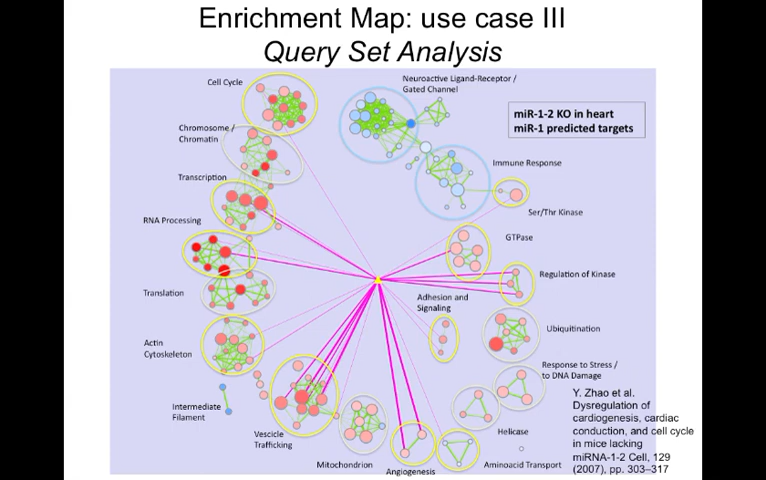 Enrichment Map: use case III
Query Set Analysis
Cell Cycle
Neuroactive Ligand-Receptor /
Gated Channel
miR-1-2 KO in heart
miR-1 predicted targets
Chromosome /
Chromatin
Immune Response
Transcription
Ser/Thr Kinase
RNA Processing
GTPase
Regulation of Kinase
Translation
Adhesion and
Signaling
Ubiquitination
Actin
Cytoskeleton
Response to Stress /
to DNA Damage
Intermediate
Filament
Vescicle
Trafficking
Helicase
Mitochondrion
Angiogenesis
Aminoacid Transport
Y. Zhao et al.
Dysregulation of
cardiogenesis, cardiac
conduction, and cell cycle
in mice lacking
miRNA-1-2 Cell, 129
(2007), pp. 303–317